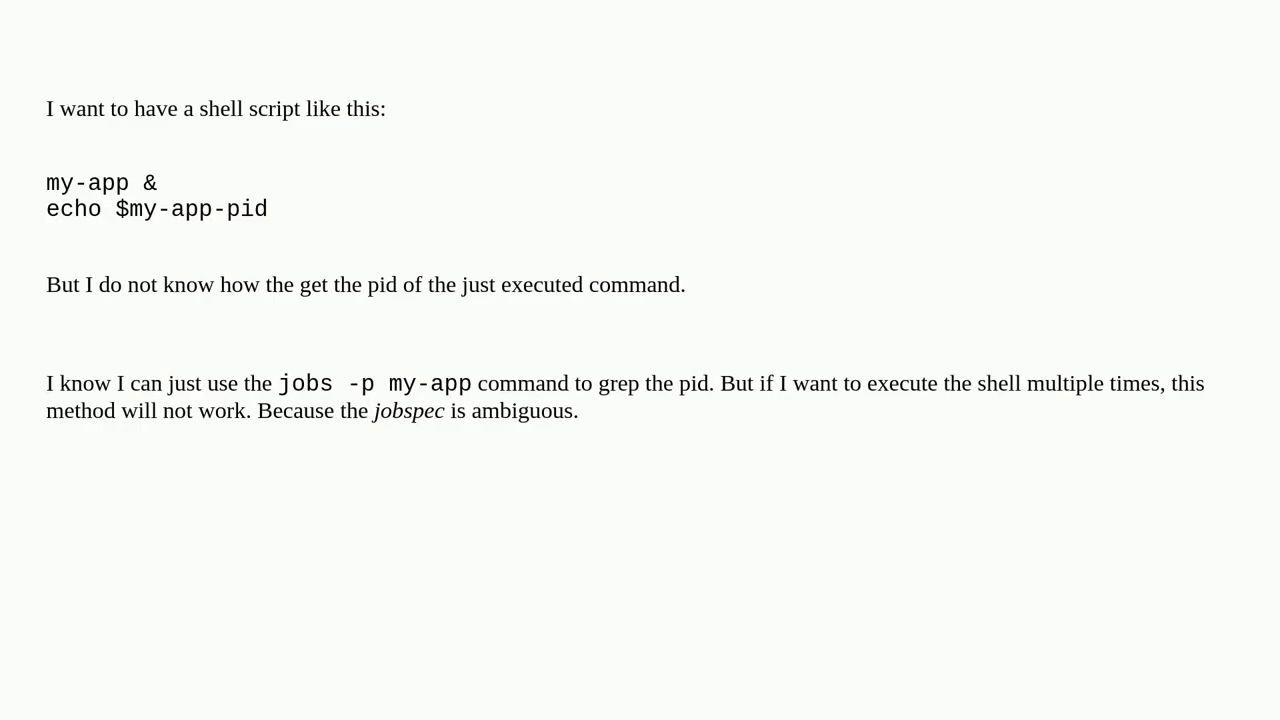 I want to have a shell script like this:
my-app &
echo $my-app-pid
But I do not know how the get the pid of the just executed command.
I know I can just use the jobs -p my-app command to grep the pid. But if I want to execute the shell multiple times, this
method will not work. Because the jobspec is ambiguous.